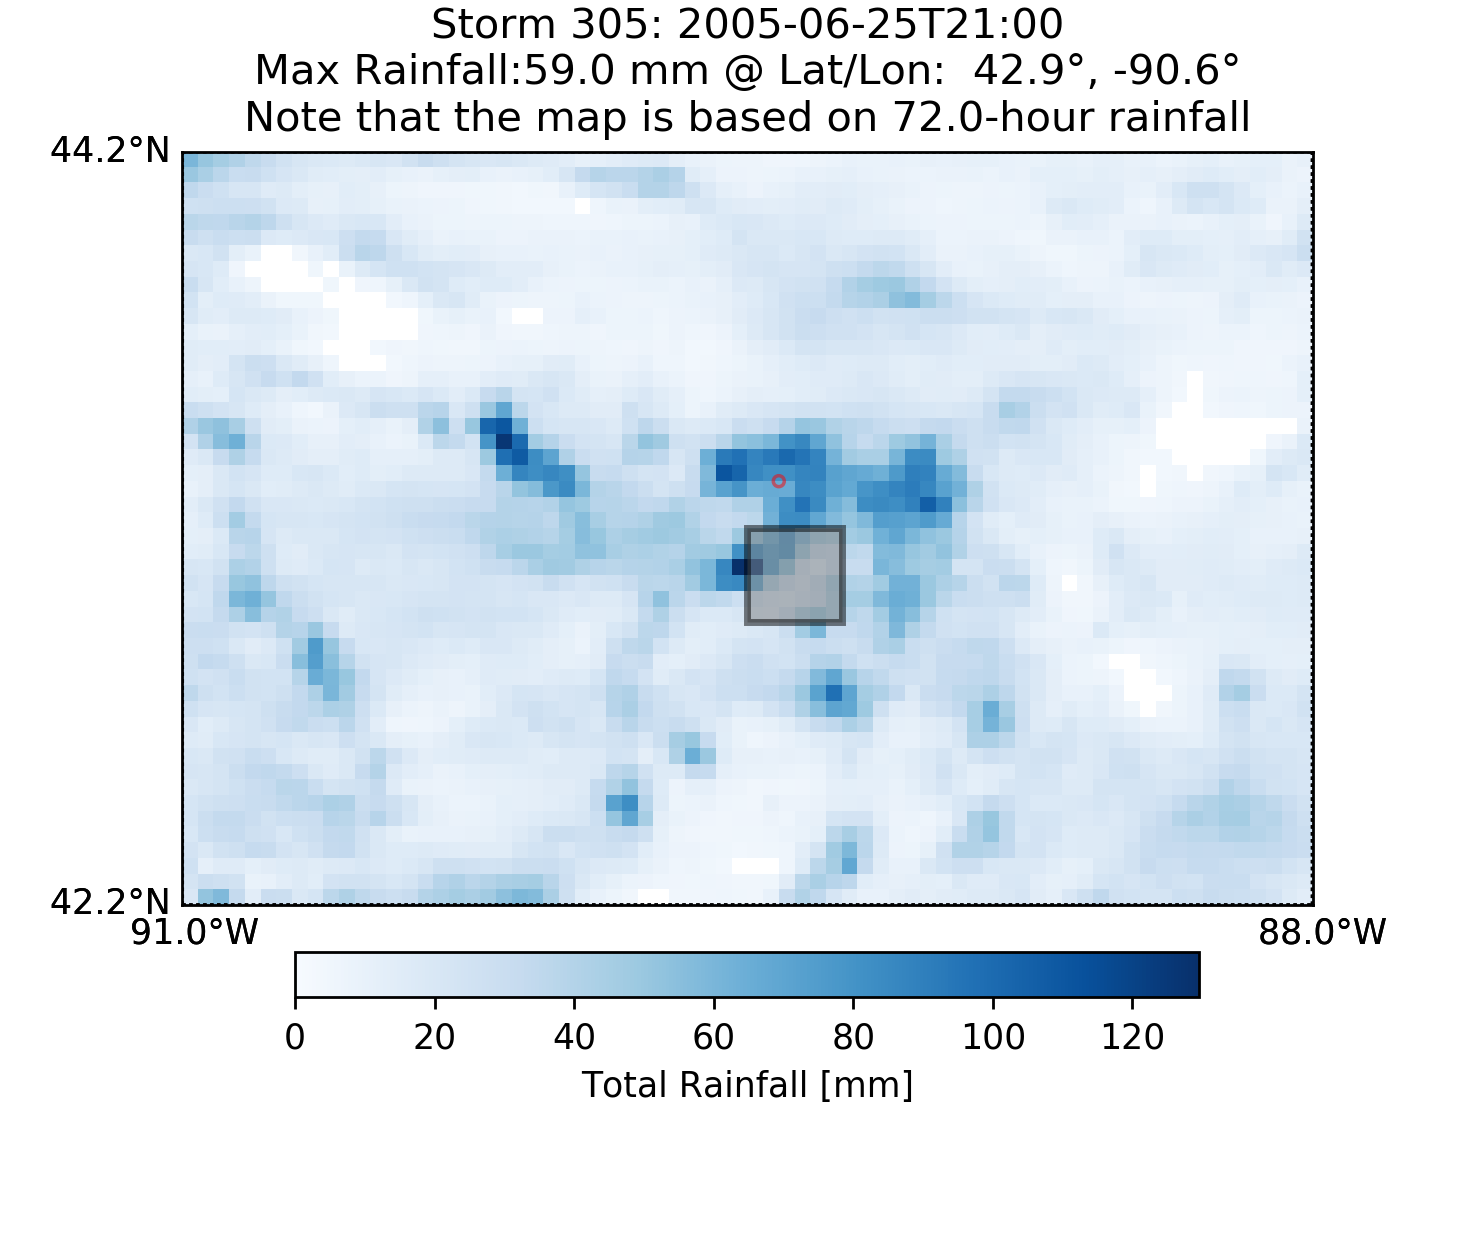 Storm 305: 2005-06-25T21:00
Max Rainfall:59.0 mm @ Lat/Lon:  42.9°, -90.6°
Note that the map is based on 72.0-hour rainfall
44.2°N
42.2°N
91.0°W 88.0°W
0 20 40 60 80 100 120
Total Rainfall [mm]